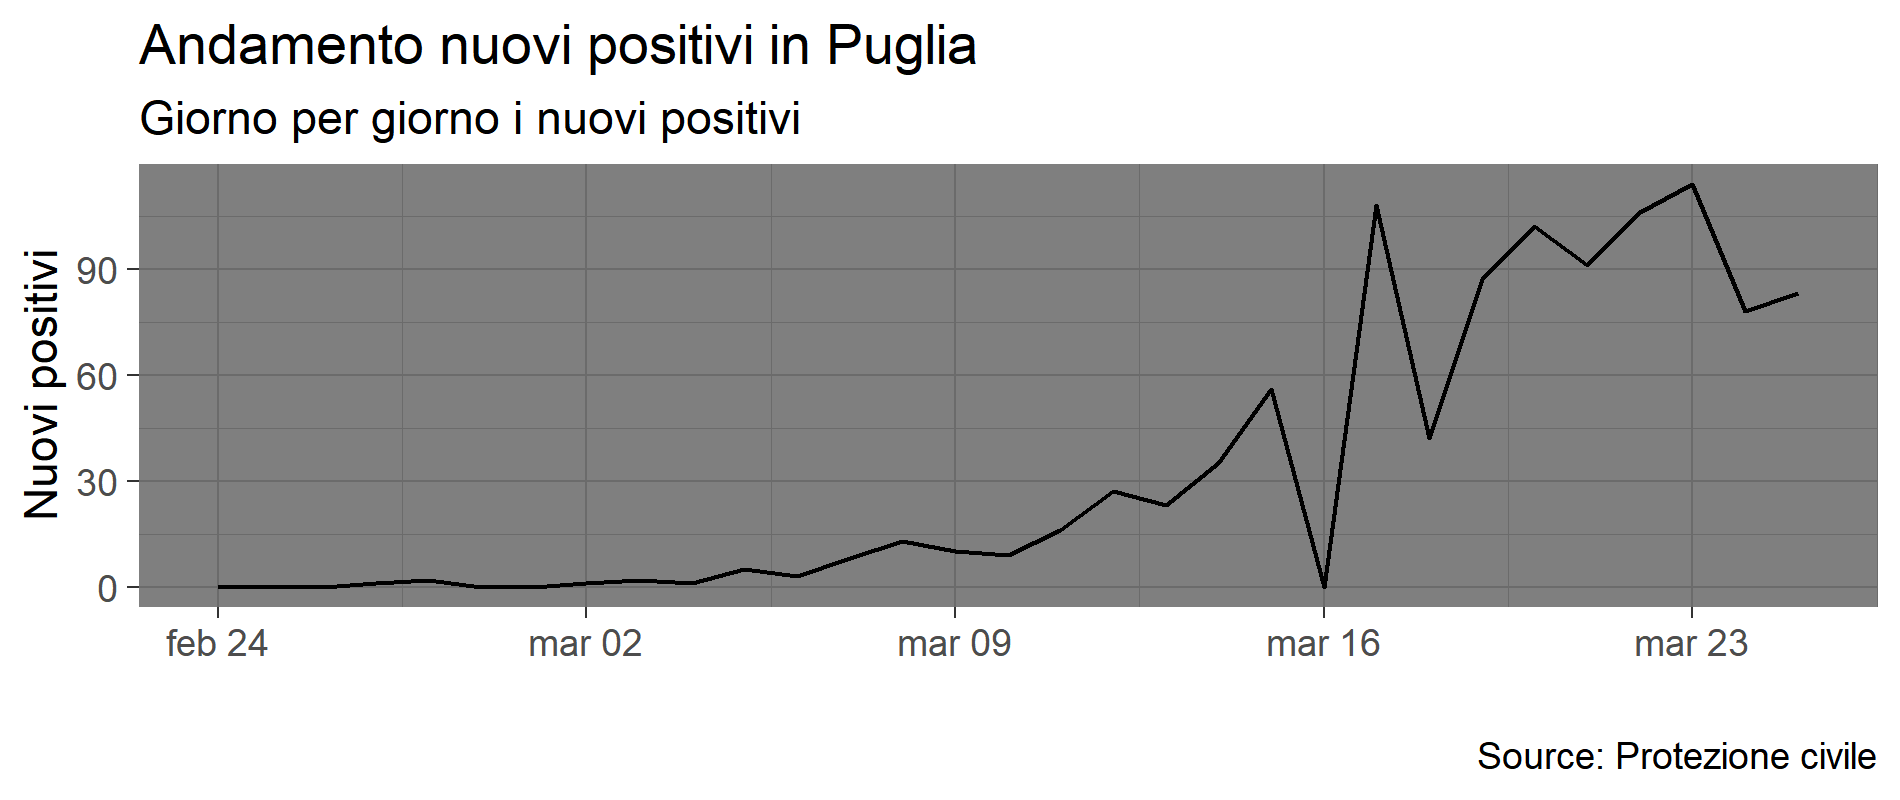 Andamento nuovi positivi in Puglia
Giorno per giorno i nuovi positivi
Nuovi positivi
90
60
30
0
feb 24
mar 02
mar 09
mar 16
mar 23
Source: Protezione civile